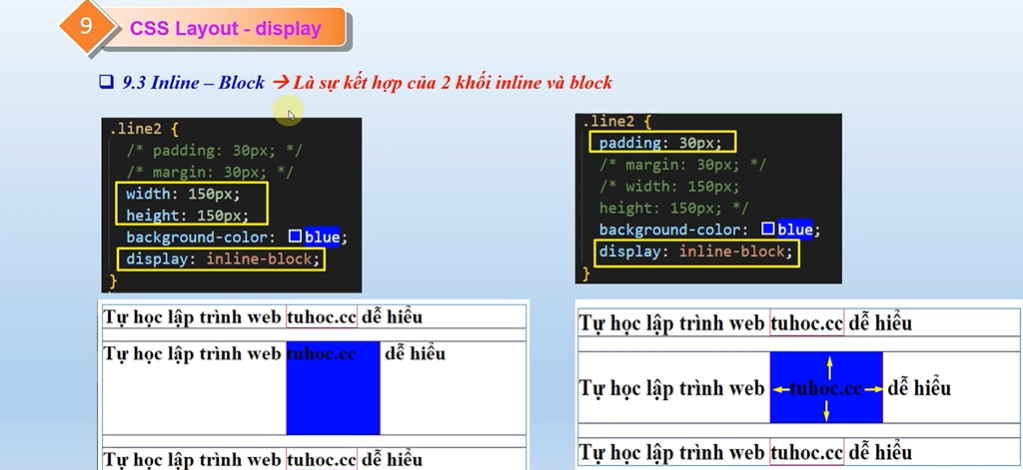 9
CSS Layout - display
9.3 Inline – Block → Là sự kết hợp của 2 khối inline và block
.line2 {
/* padding: 30px; */
/* margin: 30px; */
width: 150px;
height: 150px;
background-color: blue;
display: inline-block;
}
Tự học lập trình web tuhoc.cc dễ hiểu
Tự học lập trình web tuhoc.cc dễ hiểu
Tự học lập trình web tuhoc.cc dễ hiểu
.line2 {
padding: 30px;
/* margin: 30px; */
/* width: 150px;
height: 150px; */
background-color: blue;
display: inline-block;
}
Tự học lập trình web tuhoc.cc dễ hiểu
Tự học lập trình web tuhoc.cc dễ hiểu
Tự học lập trình web tuhoc.cc dễ hiểu